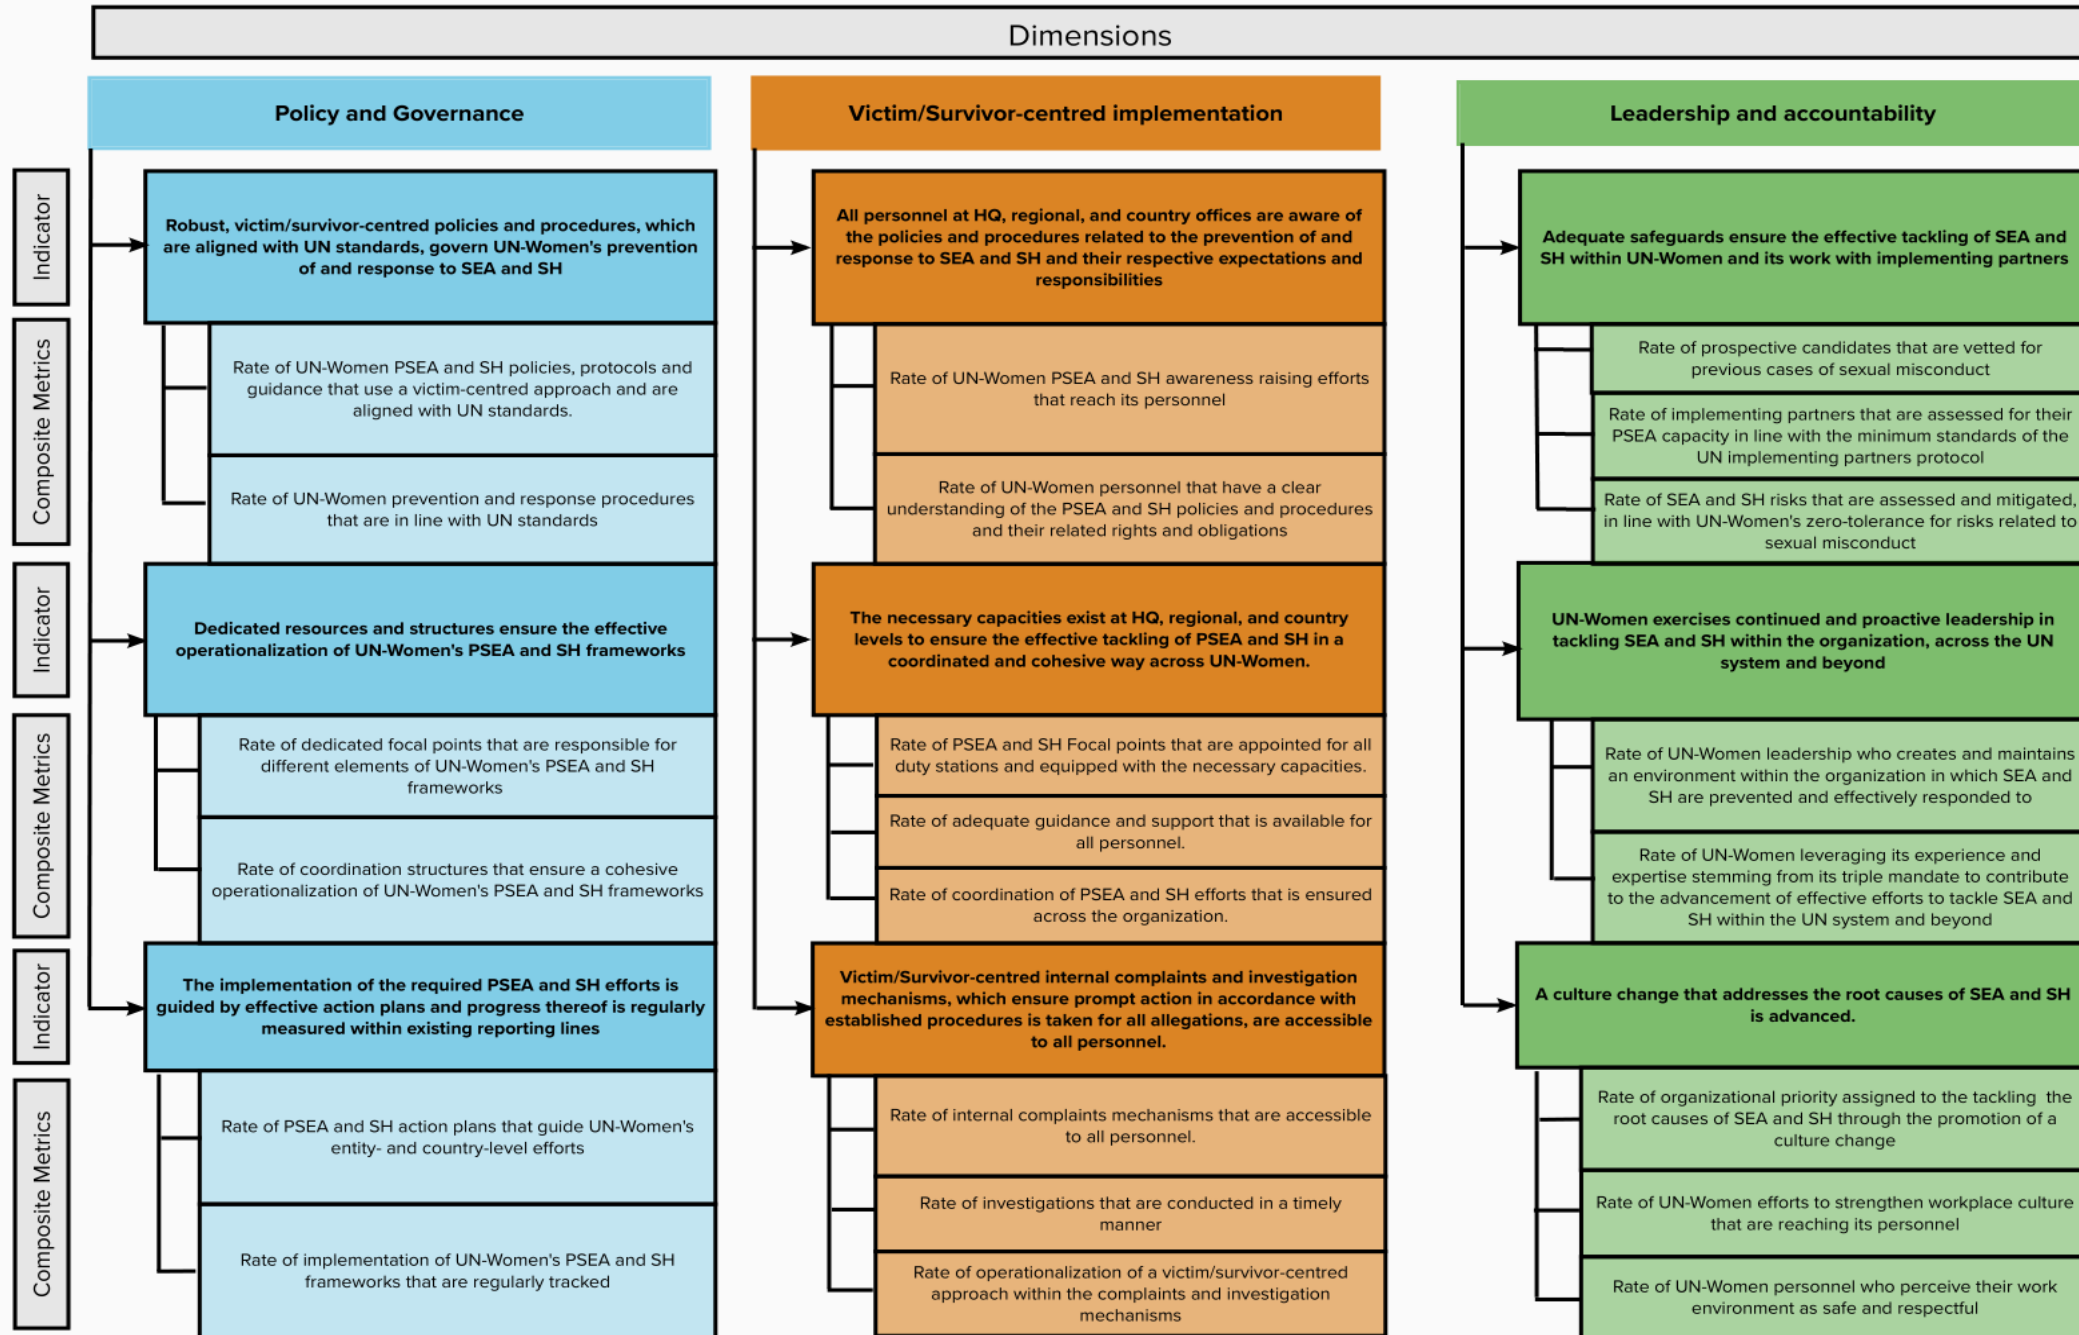 Dimensions
Policy and Governance
Indicator
Robust, victim/survivor-centred policies and procedures, which
are aligned with UN standards, govern UN-Women's prevention
of and response to SEA and SH
Composite Metrics
Rate of UN-Women PSEA and SH policies, protocols and
guidance that use a victim-centred approach and are
aligned with UN standards.
Rate of UN-Women prevention and response procedures
that are in line with UN standards
Indicator
Dedicated resources and structures ensure the effective
operationalization of UN-Women's PSEA and SH frameworks
Composite Metrics
Rate of dedicated focal points that are responsible for
different elements of UN-Women's PSEA and SH
frameworks
Rate of coordination structures that ensure a cohesive
operationalization of UN-Women's PSEA and SH frameworks
Indicator
The implementation of the required PSEA and SH efforts is
guided by effective action plans and progress thereof is regularly
measured within existing reporting lines
Composite Metrics
Rate of PSEA and SH action plans that guide UN-Women's
entity- and country-level efforts
Rate of implementation of UN-Women's PSEA and SH
frameworks that are regularly tracked
Victim/Survivor-centred implementation
All personnel at HQ, regional, and country offices are aware of
the policies and procedures related to the prevention of and
response to SEA and SH and their respective expectations and
responsibilities
Rate of UN-Women PSEA and SH awareness raising efforts
that reach its personnel
Rate of UN-Women personnel that have a clear
understanding of the PSEA and SH policies and procedures
and their related rights and obligations
The necessary capacities exist at HQ, regional, and country
levels to ensure the effective tackling of PSEA and SH in a
coordinated and cohesive way across UN-Women.
Rate of PSEA and SH Focal points that are appointed for all
duty stations and equipped with the necessary capacities.
Rate of adequate guidance and support that is available for
all personnel.
Rate of coordination of PSEA and SH efforts that is ensured
across the organization.
Victim/Survivor-centred internal complaints and investigation
mechanisms, which ensure prompt action in accordance with
established procedures is taken for all allegations, are accessible
to all personnel.
Rate of internal complaints mechanisms that are accessible
to all personnel.
Rate of investigations that are conducted in a timely
manner
Rate of operationalization of a victim/survivor-centred
approach within the complaints and investigation
mechanisms
Leadership and accountability
Adequate safeguards ensure the effective tackling of SEA and
SH within UN-Women and its work with implementing partners
Rate of prospective candidates that are vetted for
previous cases of sexual misconduct
Rate of implementing partners that are assessed for their
PSEA capacity in line with the minimum standards of the
UN implementing partners protocol
Rate of SEA and SH risks that are assessed and mitigated,
in line with UN-Women's zero-tolerance for risks related to
sexual misconduct
UN-Women exercises continued and proactive leadership in
tackling SEA and SH within the organization, across the UN
system and beyond
Rate of UN-Women leadership who creates and maintains
an environment within the organization in which SEA and
SH are prevented and effectively responded to
Rate of UN-Women leveraging its experience and
expertise stemming from its triple mandate to contribute
to the advancement of effective efforts to tackle SEA and
SH within the UN system and beyond
A culture change that addresses the root causes of SEA and SH
is advanced.
Rate of organizational priority assigned to the tackling the
root causes of SEA and SH through the promotion of a
culture change
Rate of UN-Women efforts to strengthen workplace culture
that are reaching its personnel
Rate of UN-Women personnel who perceive their work
environment as safe and respectful